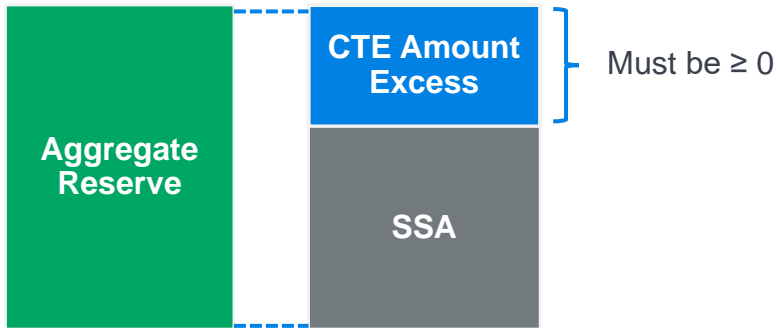 Aggregate
Reserve
CTE Amount
Excess
SSA
Must be ≥ 0